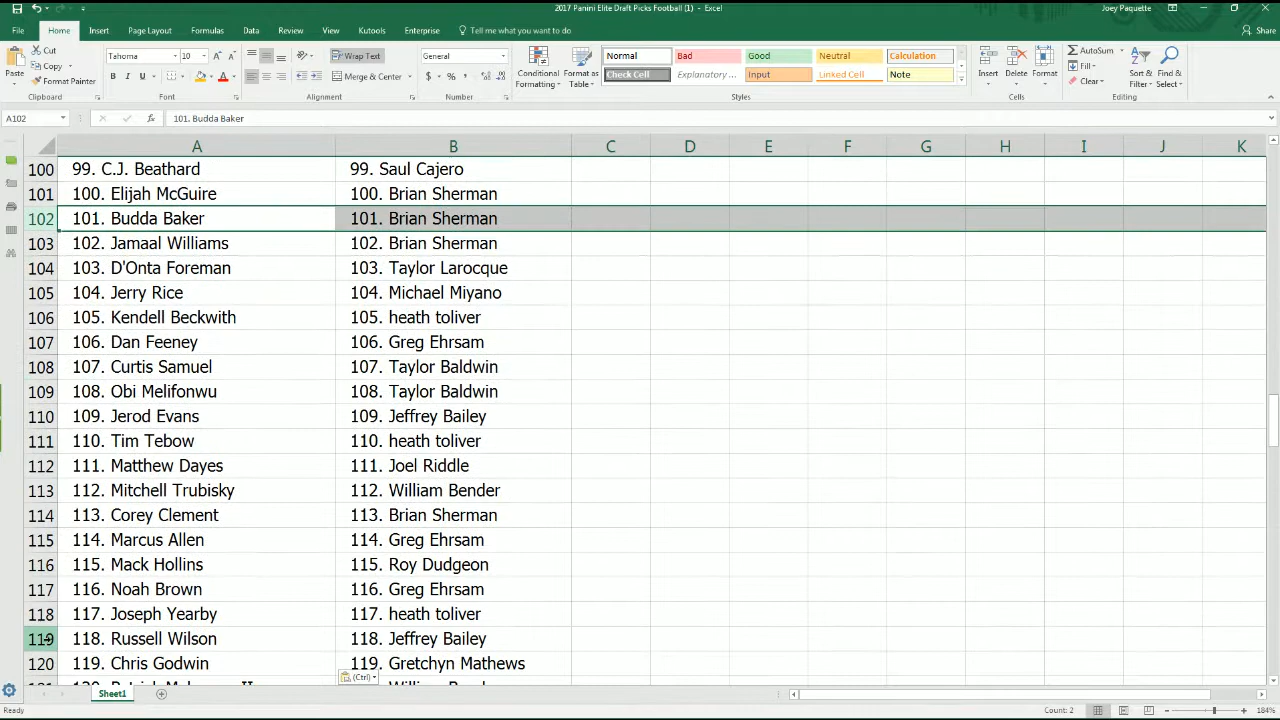 2017 Panini Elite Draft Picks Football (1) - Excel
Joey Paquette
File Home Insert Page Layout Formulas Data Review View Kutools Enterprise Tell me what you want to do... Share
Paste Cut Copy Format Painter Clipboard
Tahoma 10 B I U A Font
Wrap Text Merge & Center Alignment
General $ % , Number
Conditional Formatting Format as Table
Normal Bad Good Neutral Calculation
Check Cell Explanatory ... Input Linked Cell Note
Styles
Insert Delete Format Cells
AutoSum Fill Clear Sort & Filter Find & Select Editing
A102 fx 101. Budda Baker
A B C D E F G H I J K
100 99. C.J. Beathard 99. Saul Cajero
101 100. Elijah McGuire 100. Brian Sherman
102 101. Budda Baker 101. Brian Sherman
103 102. Jamaal Williams 102. Brian Sherman
104 103. D'Onta Foreman 103. Taylor Larocque
105 104. Jerry Rice 104. Michael Miyano
106 105. Kendell Beckwith 105. heath toliver
107 106. Dan Feeney 106. Greg Ehrsam
108 107. Curtis Samuel 107. Taylor Baldwin
109 108. Obi Melifonwu 108. Taylor Baldwin
110 109. Jerod Evans 109. Jeffrey Bailey
111 110. Tim Tebow 110. heath toliver
112 111. Matthew Dayes 111. Joel Riddle
113 112. Mitchell Trubisky 112. William Bender
114 113. Corey Clement 113. Brian Sherman
115 114. Marcus Allen 114. Greg Ehrsam
116 115. Mack Hollins 115. Roy Dudgeon
117 116. Noah Brown 116. Greg Ehrsam
118 117. Joseph Yearby 117. heath toliver
119 118. Russell Wilson 118. Jeffrey Bailey
120 119. Chris Godwin 119. Gretchyn Mathews
(Ctrl)
Sheet1
Ready Count: 2 184%